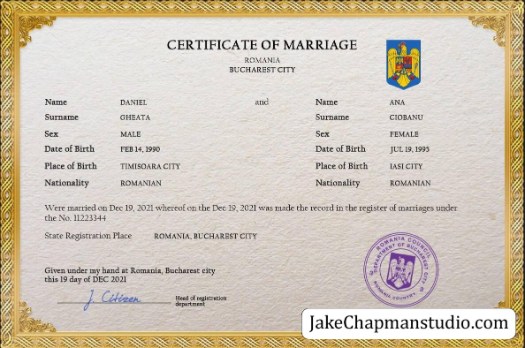 CERTIFICATE OF MARRIAGE
ROMANIA
BUCHAREST CITY
Name DANIEL and Name ANA
Surname GHEATA Surname CIOBANU
Sex MALE Sex FEMALE
Date of Birth FEB 14, 1990 Date of Birth JUL 19, 1995
Place of Birth TIMISOARA CITY Place of Birth IASI CITY
Nationality ROMANIAN Nationality ROMANIAN
Were married on Dec 19, 2021 whereof on the Dec 19, 2021 was made the record in the register of marriages under
the No. 11223344
State Registration Place ROMANIA, BUCHAREST CITY
Given under my hand at Romania, Bucharest city
this 19 day of DEC 2021
J. Citizen
Head of registration
department
ROMANIA COUNCIL
DEPARTMENT OF BUCHAREST CITY
ROMANIA COUNTRY
JakeChapmanstudio.com